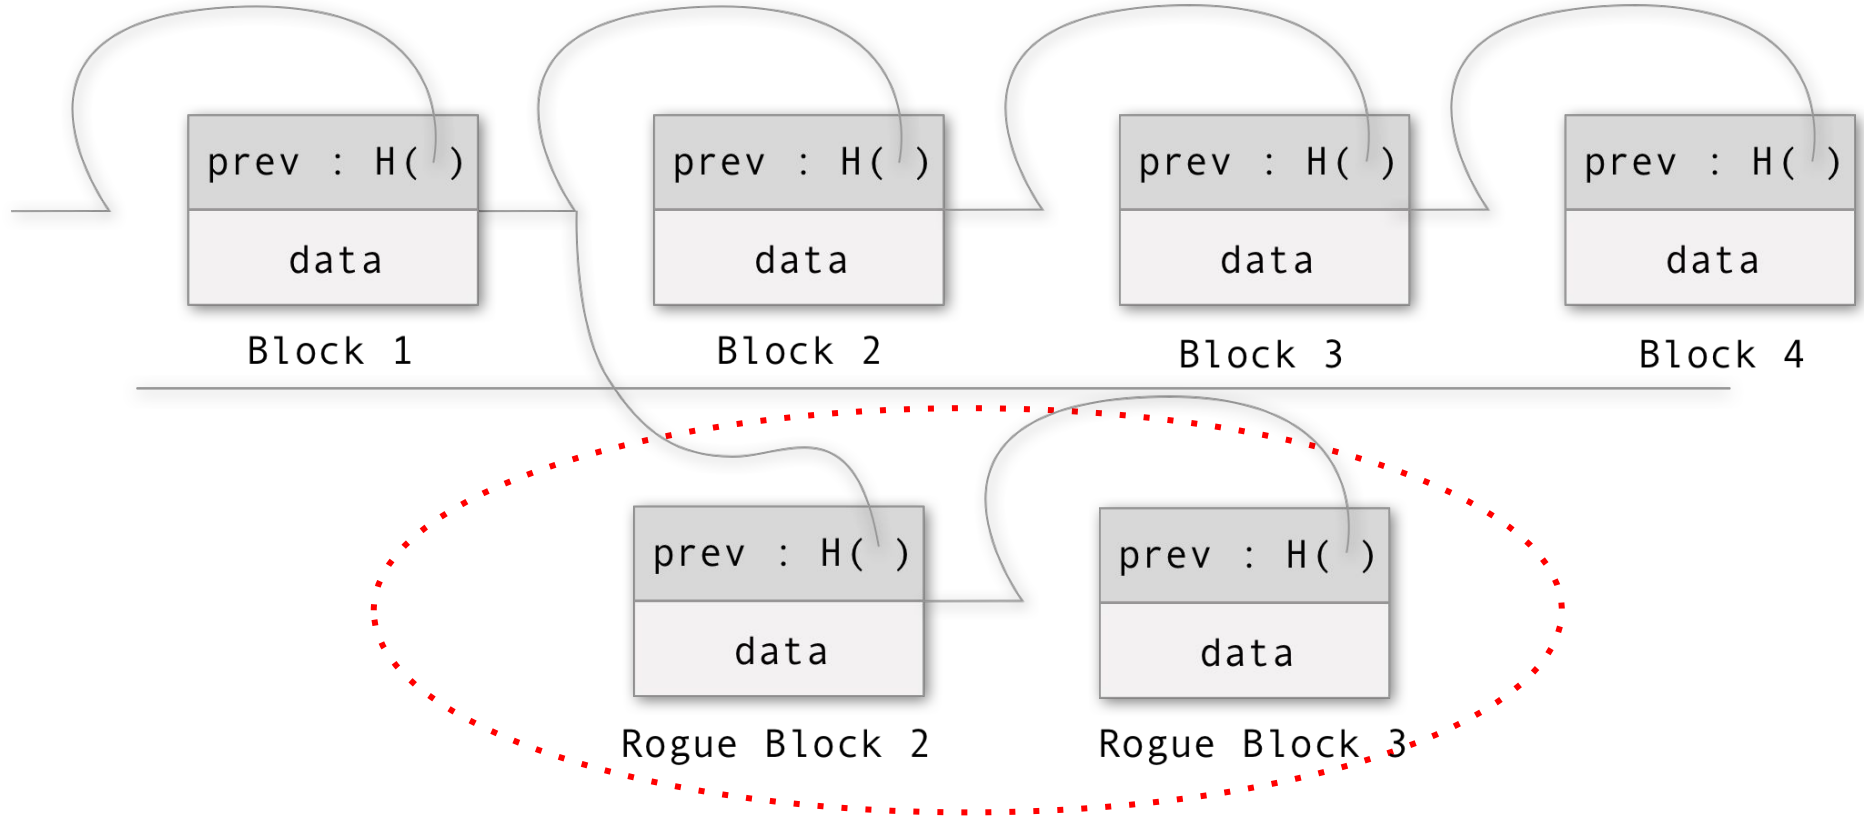 prev : H( )
data
Block 1
prev : H( )
data
Block 2
prev : H( )
data
Block 3
prev : H( )
data
Block 4
prev : H( )
data
Rogue Block 2
prev : H( )
data
Rogue Block 3